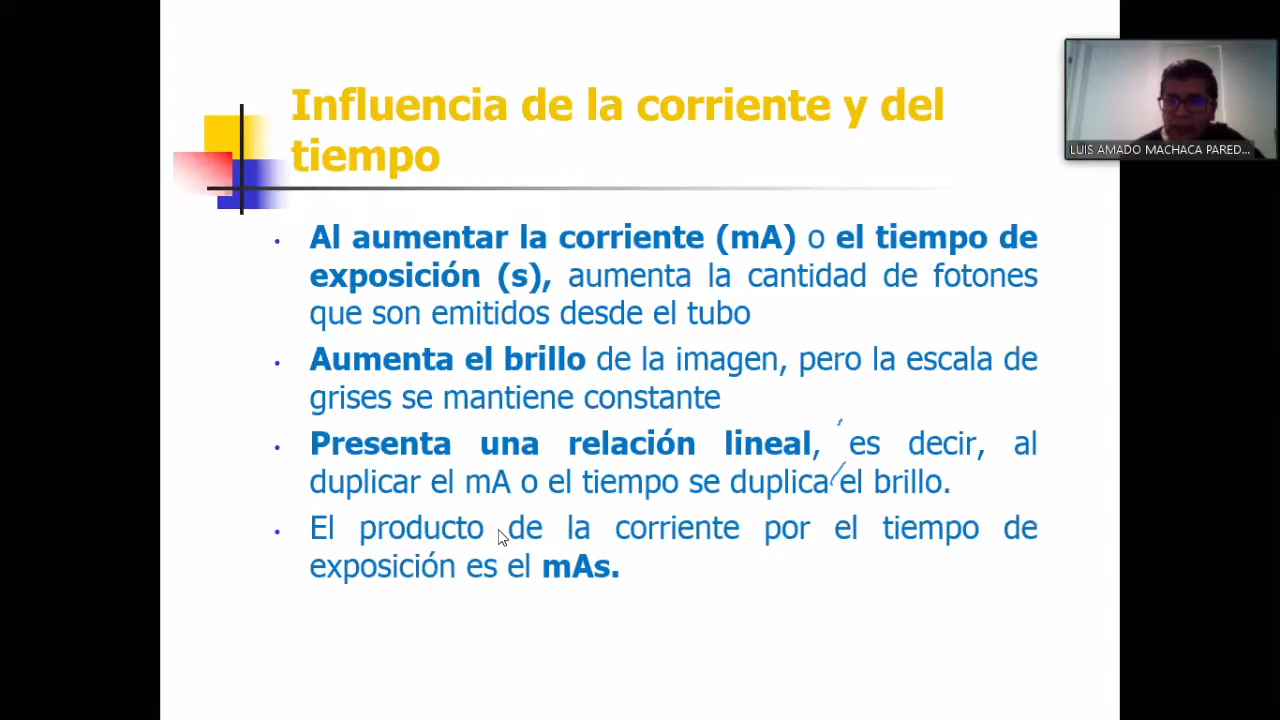 Influencia de la corriente y del
tiempo
LUIS AMADO MACHACA PARED...
• Al aumentar la corriente (mA) o el tiempo de
exposición (s), aumenta la cantidad de fotones
que son emitidos desde el tubo
• Aumenta el brillo de la imagen, pero la escala de
grises se mantiene constante
• Presenta una relación lineal, es decir, al
duplicar el mA o el tiempo se duplica el brillo.
• El producto de la corriente por el tiempo de
exposición es el mAs.